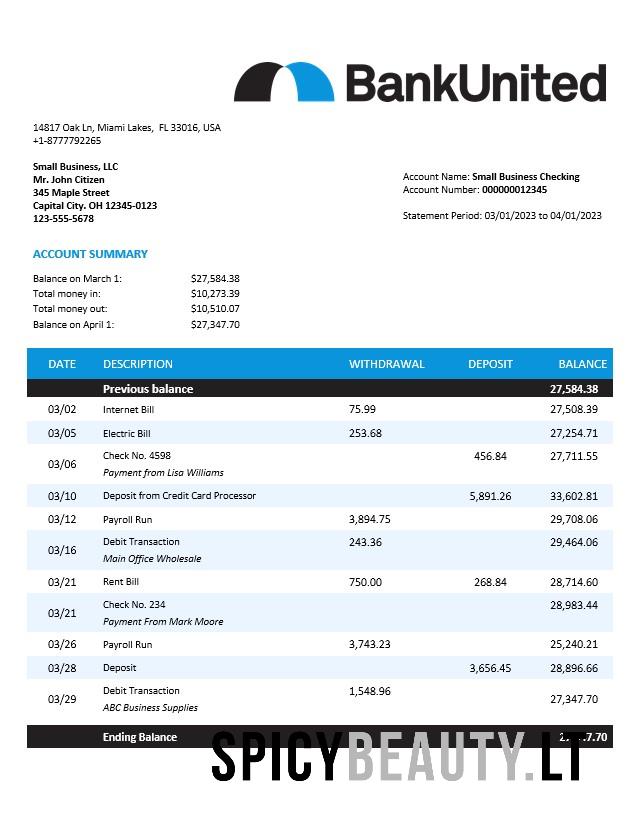 BankUnited
14817 Oak Ln, Miami Lakes, FL 33016, USA
+1-8777792265
Small Business, LLC
Mr. John Citizen
345 Maple Street
Capital City. OH 12345-0123
123-555-5678
Account Name: Small Business Checking
Account Number: 000000012345
Statement Period: 03/01/2023 to 04/01/2023
ACCOUNT SUMMARY
Balance on March 1: $27,584.38
Total money in: $10,273.39
Total money out: $10,510.07
Balance on April 1: $27,347.70
DATE DESCRIPTION WITHDRAWAL DEPOSIT BALANCE
Previous balance 27,584.38
03/02 Internet Bill 75.99 27,508.39
03/05 Electric Bill 253.68 27,254.71
03/06 Check No. 4598 456.84 27,711.55
Payment from Lisa Williams
03/10 Deposit from Credit Card Processor 5,891.26 33,602.81
03/12 Payroll Run 3,894.75 29,708.06
03/16 Debit Transaction 243.36 29,464.06
Main Office Wholesale
03/21 Rent Bill 750.00 268.84 28,714.60
03/21 Check No. 234 28,983.44
Payment From Mark Moore
03/26 Payroll Run 3,743.23 25,240.21
03/28 Deposit 3,656.45 28,896.66
03/29 Debit Transaction 1,548.96 27,347.70
ABC Business Supplies
Ending Balance
SPICYBEAUTY.LT